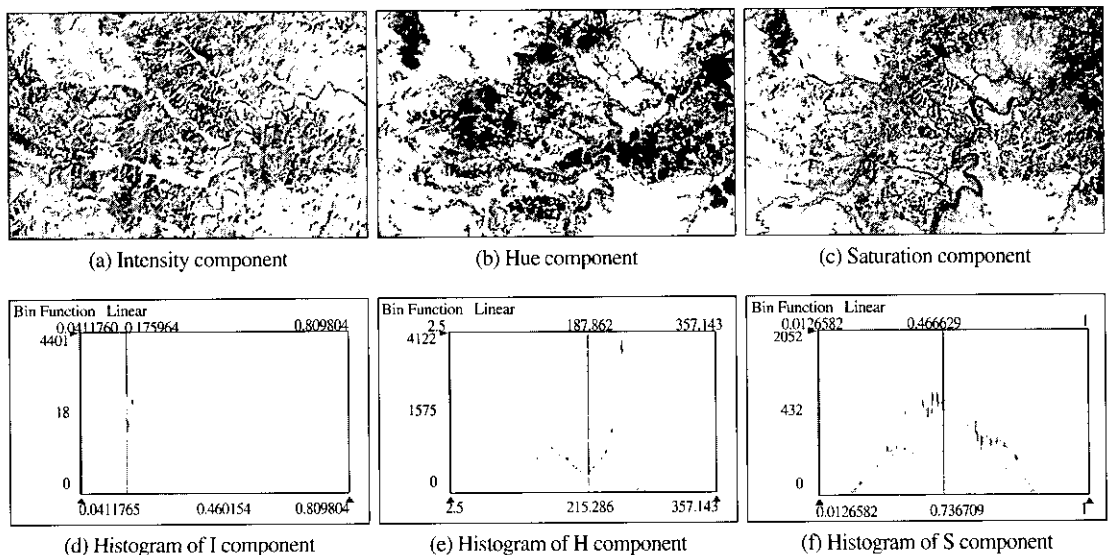 (a) Intensity component
(b) Hue component
(c) Saturation component
Bin Function Linear
0.0411760 0.175964 0.809804
4401
18
0
0.0411765 0.460154 0.809804
(d) Histogram of I component
Bin Function Linear
2.5 187.862 357.143
4122
1575
0
2.5 215.286 357.143
(e) Histogram of H component
Bin Function Linear
0.0126582 0.466629 1
2052
432
0
0.0126582 0.736709 1
(f) Histogram of S component